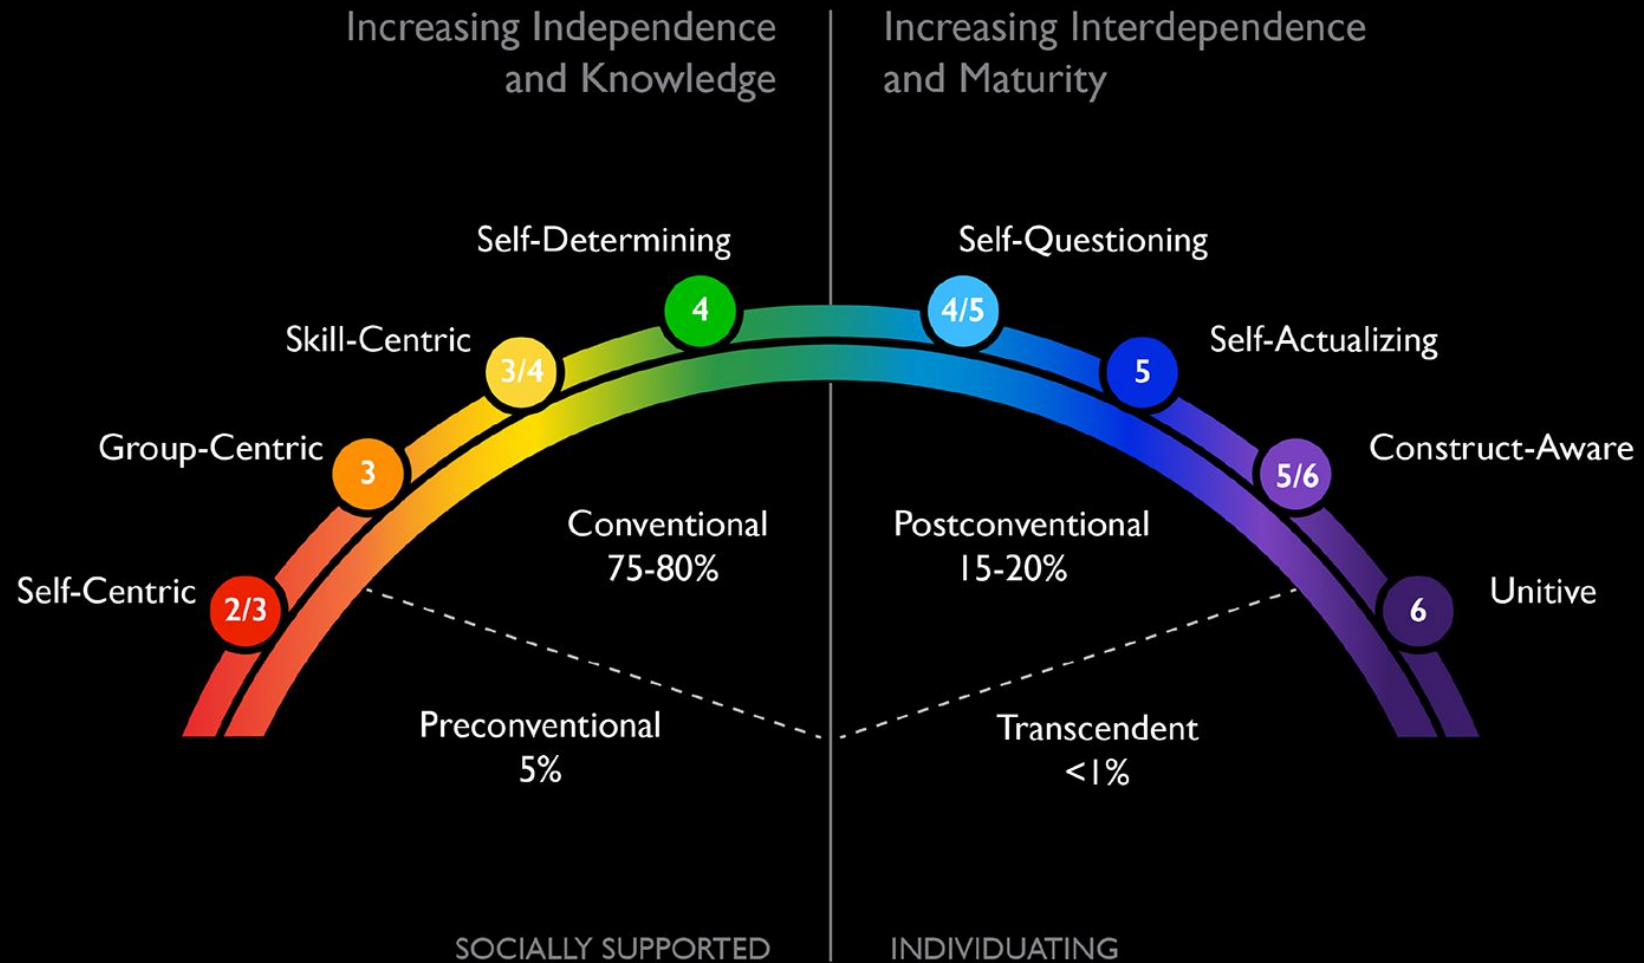 Increasing Independence
and Knowledge
Increasing Interdependence
and Maturity
Self-Determining
Self-Questioning
4
4/5
Skill-Centric
Self-Actualizing
3/4
5
Group-Centric
Construct-Aware
3
5/6
Conventional
75-80%
Postconventional
15-20%
Self-Centric
Unitive
2/3
6
Preconventional
5%
Transcendent
<1%
SOCIALLY SUPPORTED
INDIVIDUATING